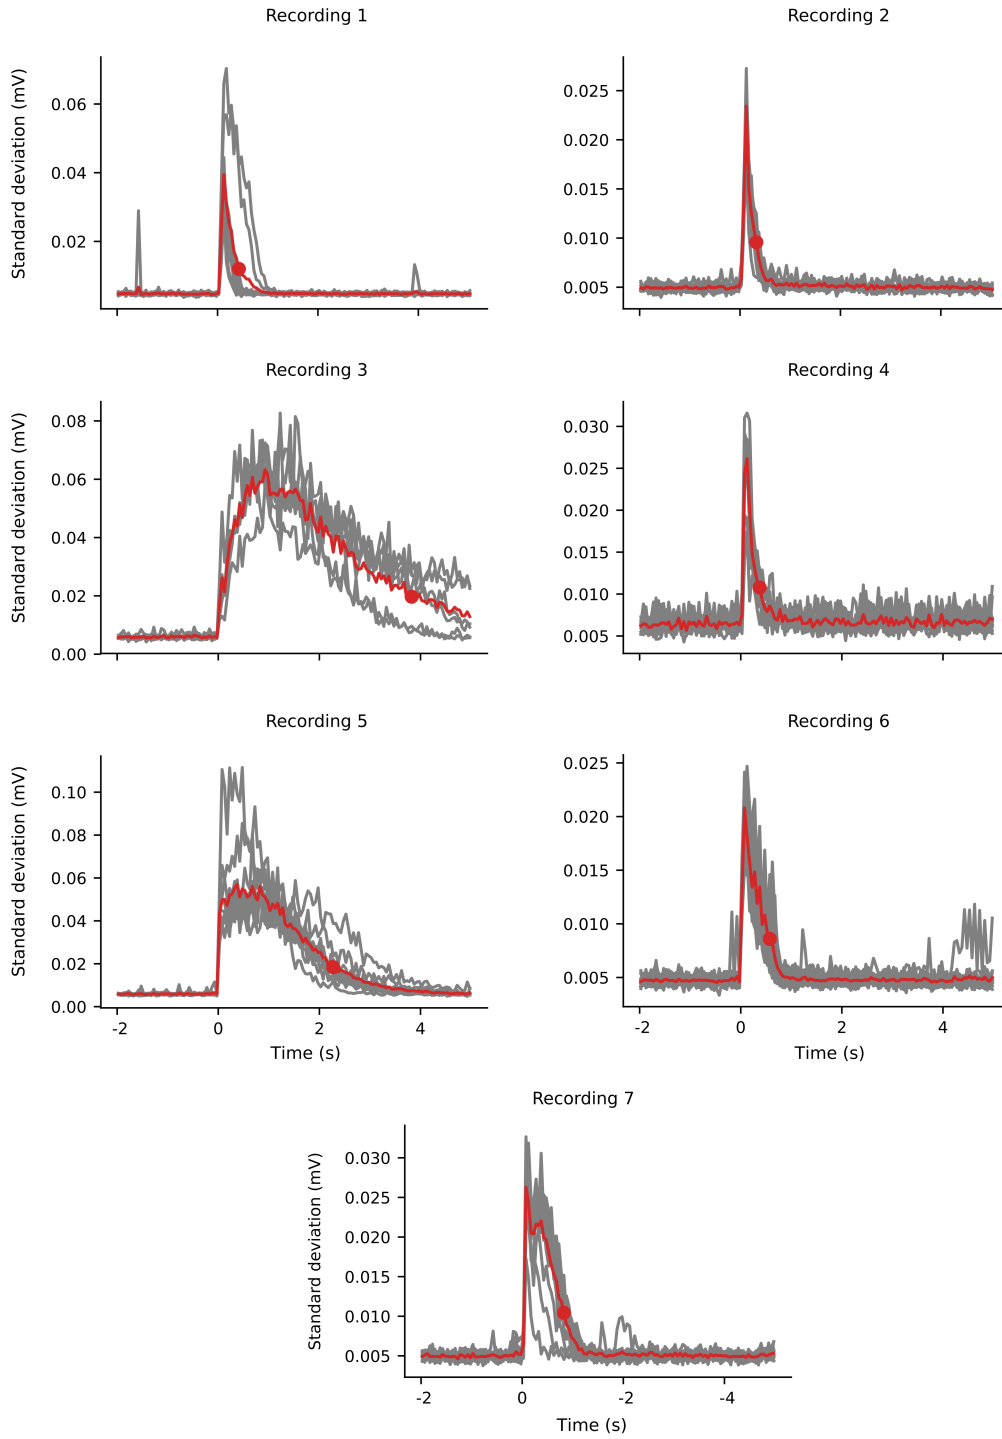 Recording 1
Recording 2
Standard deviation (mV)
0.06
0.04
0.02
0.025
0.020
0.015
0.010
0.005
Recording 3
Recording 4
Standard deviation (mV)
0.08
0.06
0.04
0.02
0.00
0.030
0.025
0.020
0.015
0.010
0.005
Recording 5
Recording 6
Standard deviation (mV)
0.10
0.08
0.06
0.04
0.02
0.00
0.025
0.020
0.015
0.010
0.005
-2 0 2 4
-2 0 2 4
Time (s)
Time (s)
Recording 7
Standard deviation (mV)
0.030
0.025
0.020
0.015
0.010
0.005
-2 0 -2 -4
Time (s)